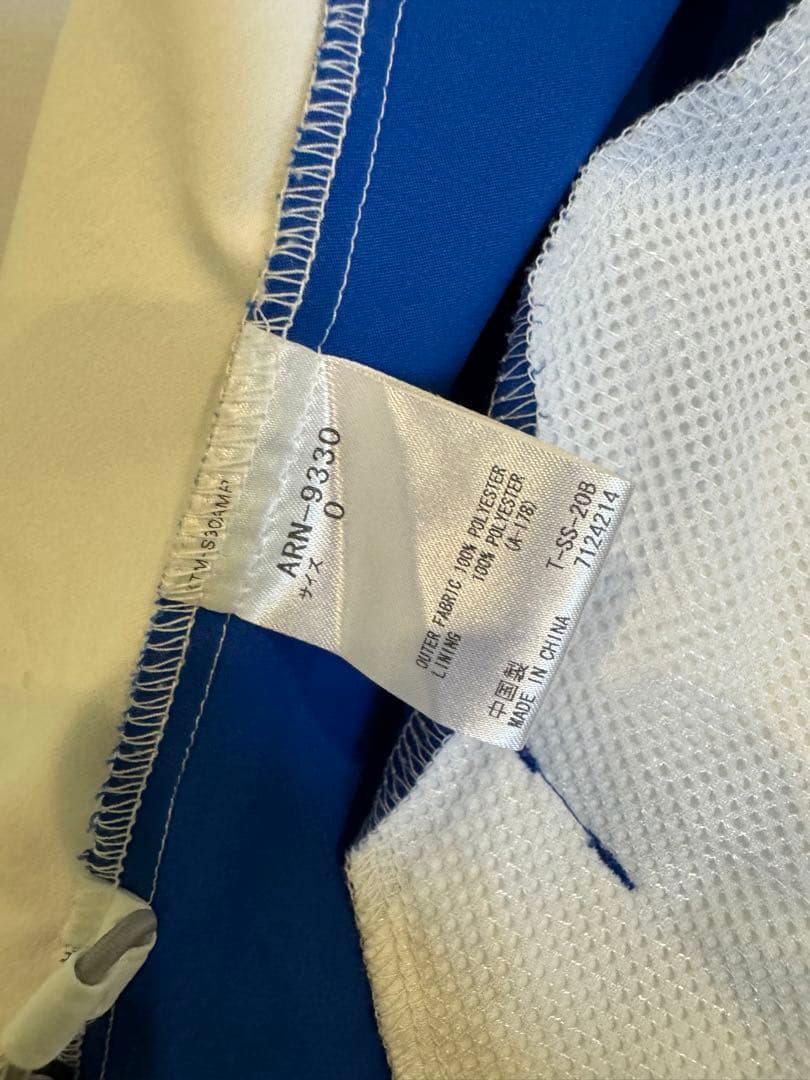 ARN-9330
サイズ 0
OUTER FABRIC 100% POLYESTER
LINING 100% POLYESTER
(A-178)
中国製 T-SS-20B
MADE IN CHINA 7124214